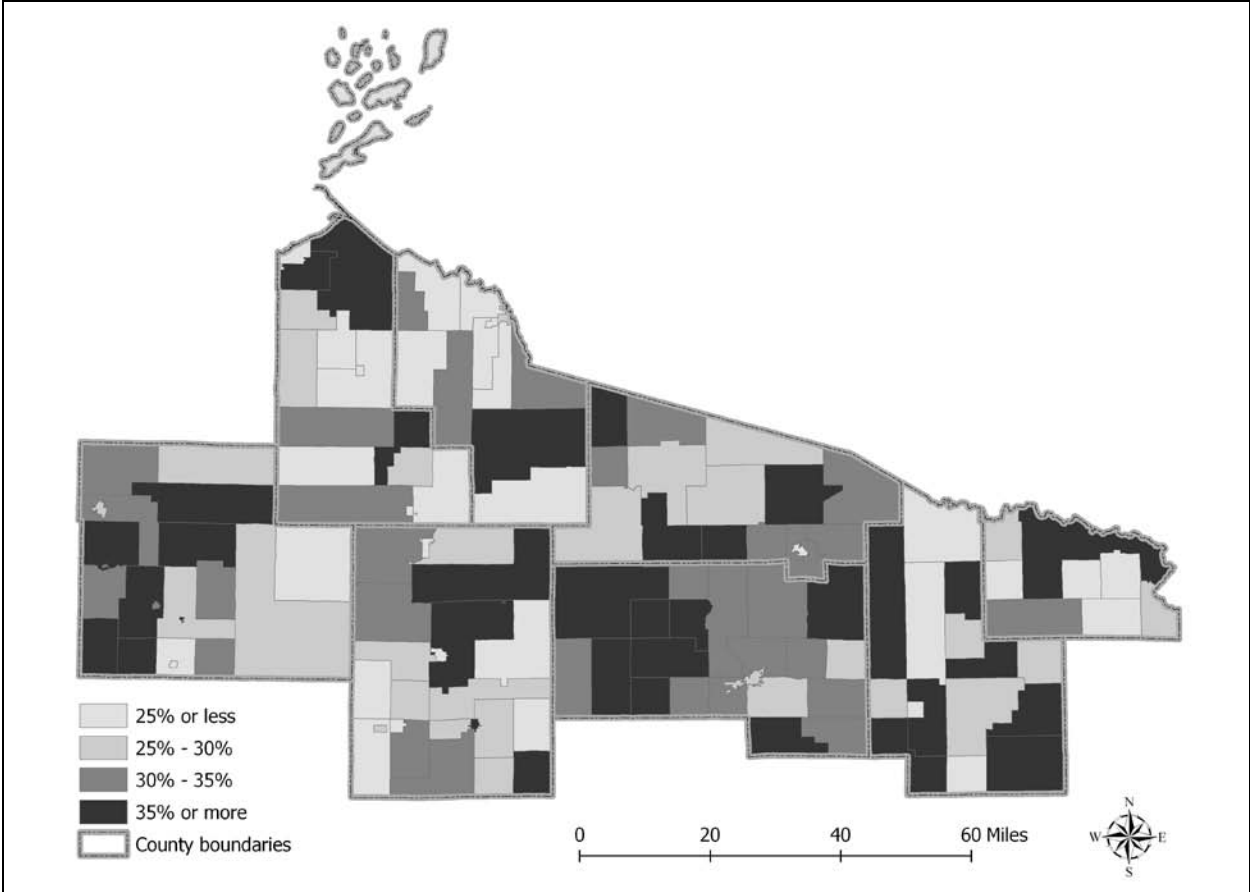 25% or less
25% - 30%
30% - 35%
35% or more
County boundaries
0 20 40 60 Miles
N
W E
S